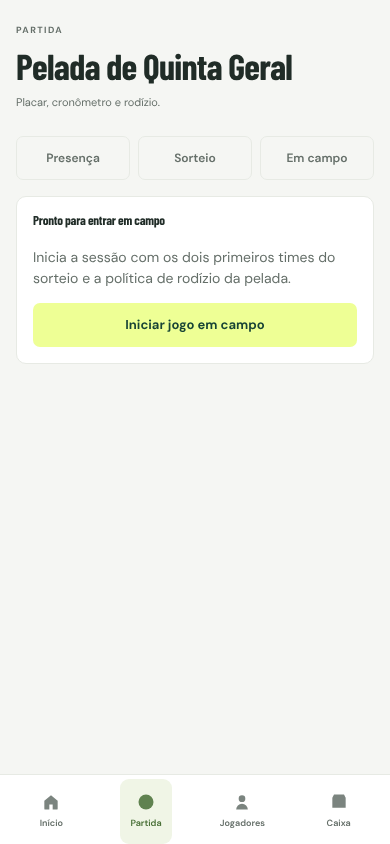 PARTIDA
Pelada de Quinta Geral
Placar, cronômetro e rodízio.
Presença
Sorteio
Em campo
Pronto para entrar em campo
Inicia a sessão com os dois primeiros times do
sorteio e a política de rodízio da pelada.
Iniciar jogo em campo
Início
Partida
Jogadores
Caixa